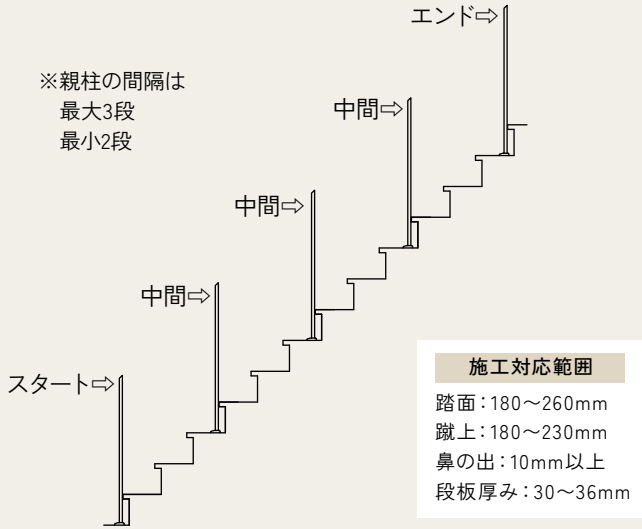 エンド⇨
※親柱の間隔は
最大3段
最小2段
中間⇨
中間⇨
中間⇨
スタート⇨
施工対応範囲
踏面：180〜260mm
蹴上：180〜230mm
鼻の出：10mm以上
段板厚み：30〜36mm